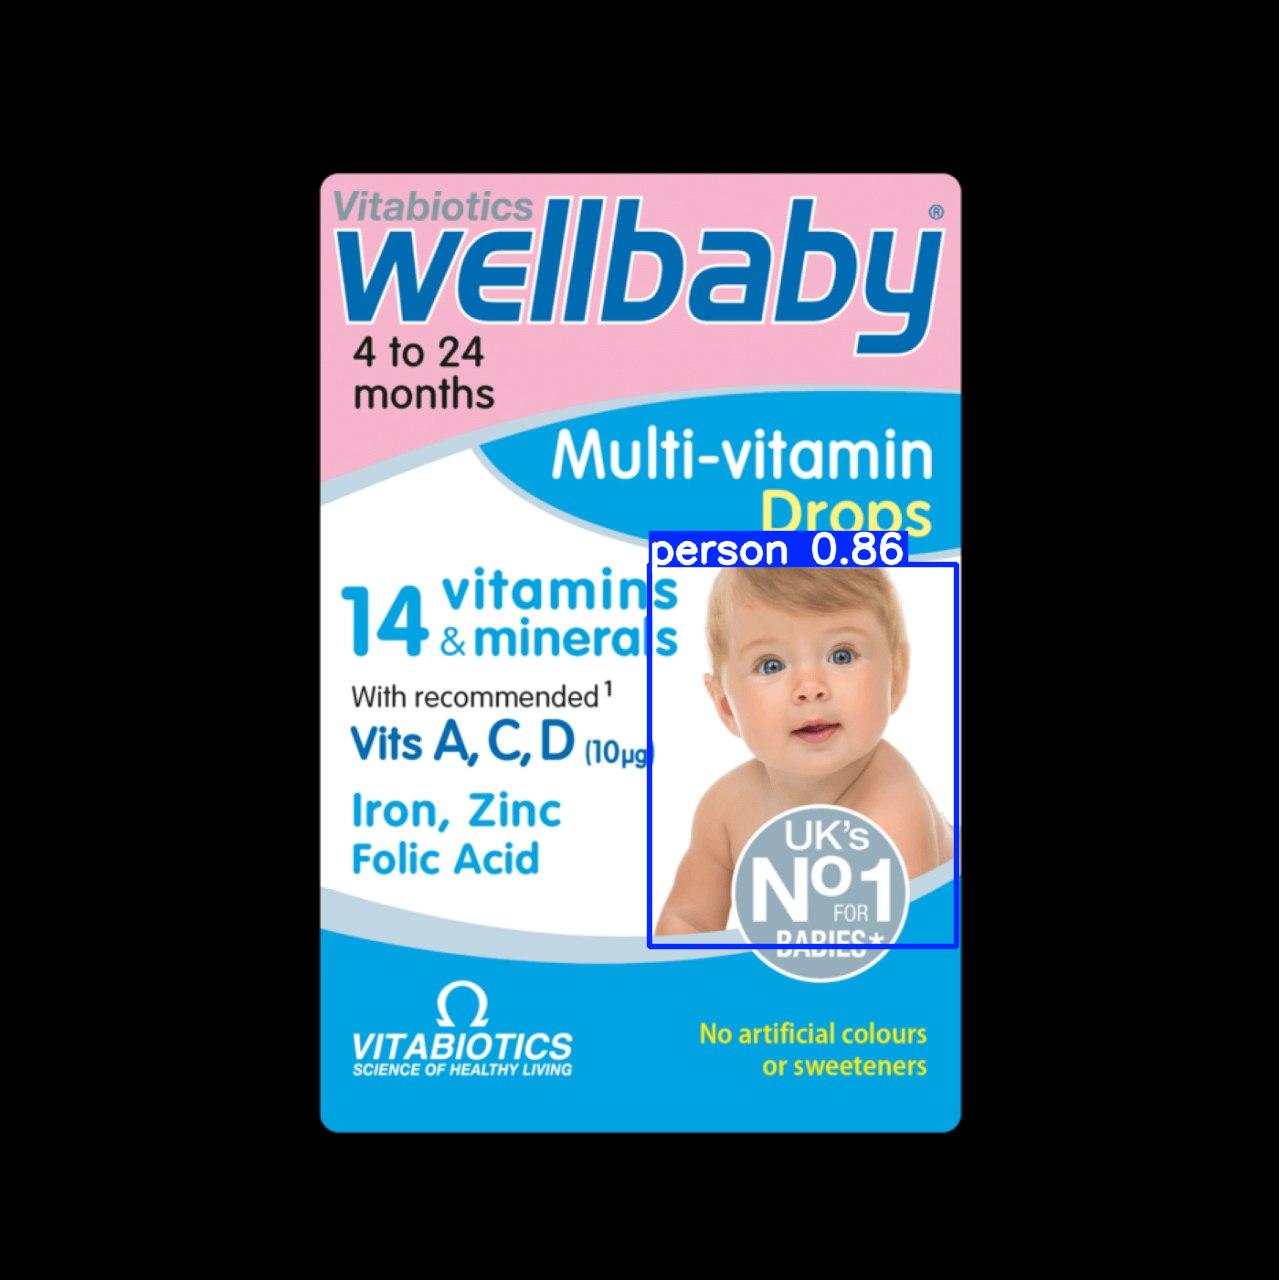 Vitabiotics
wellbaby®
4 to 24
months
Multi-vitamin
Drops
person 0.86
14 vitamins
& minerals
With recommended¹
Vits A, C, D (10µg)
Iron, Zinc
Folic Acid
UK's
Nº1
FOR
BABIES*
VITABIOTICS
SCIENCE OF HEALTHY LIVING
No artificial colours
or sweeteners